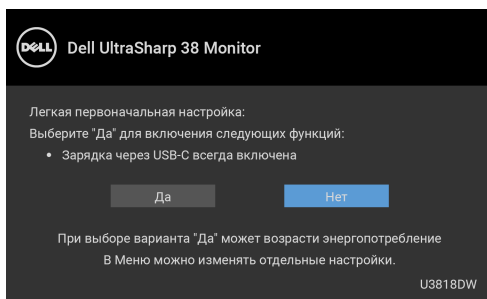 DELL Dell UltraSharp 38 Monitor
Легкая первоначальная настройка:
Выберите "Да" для включения следующих функций:
• Зарядка через USB-C всегда включена
Да Нет
При выборе варианта "Да" может возрасти энергопотребление
В Меню можно изменять отдельные настройки.
U3818DW